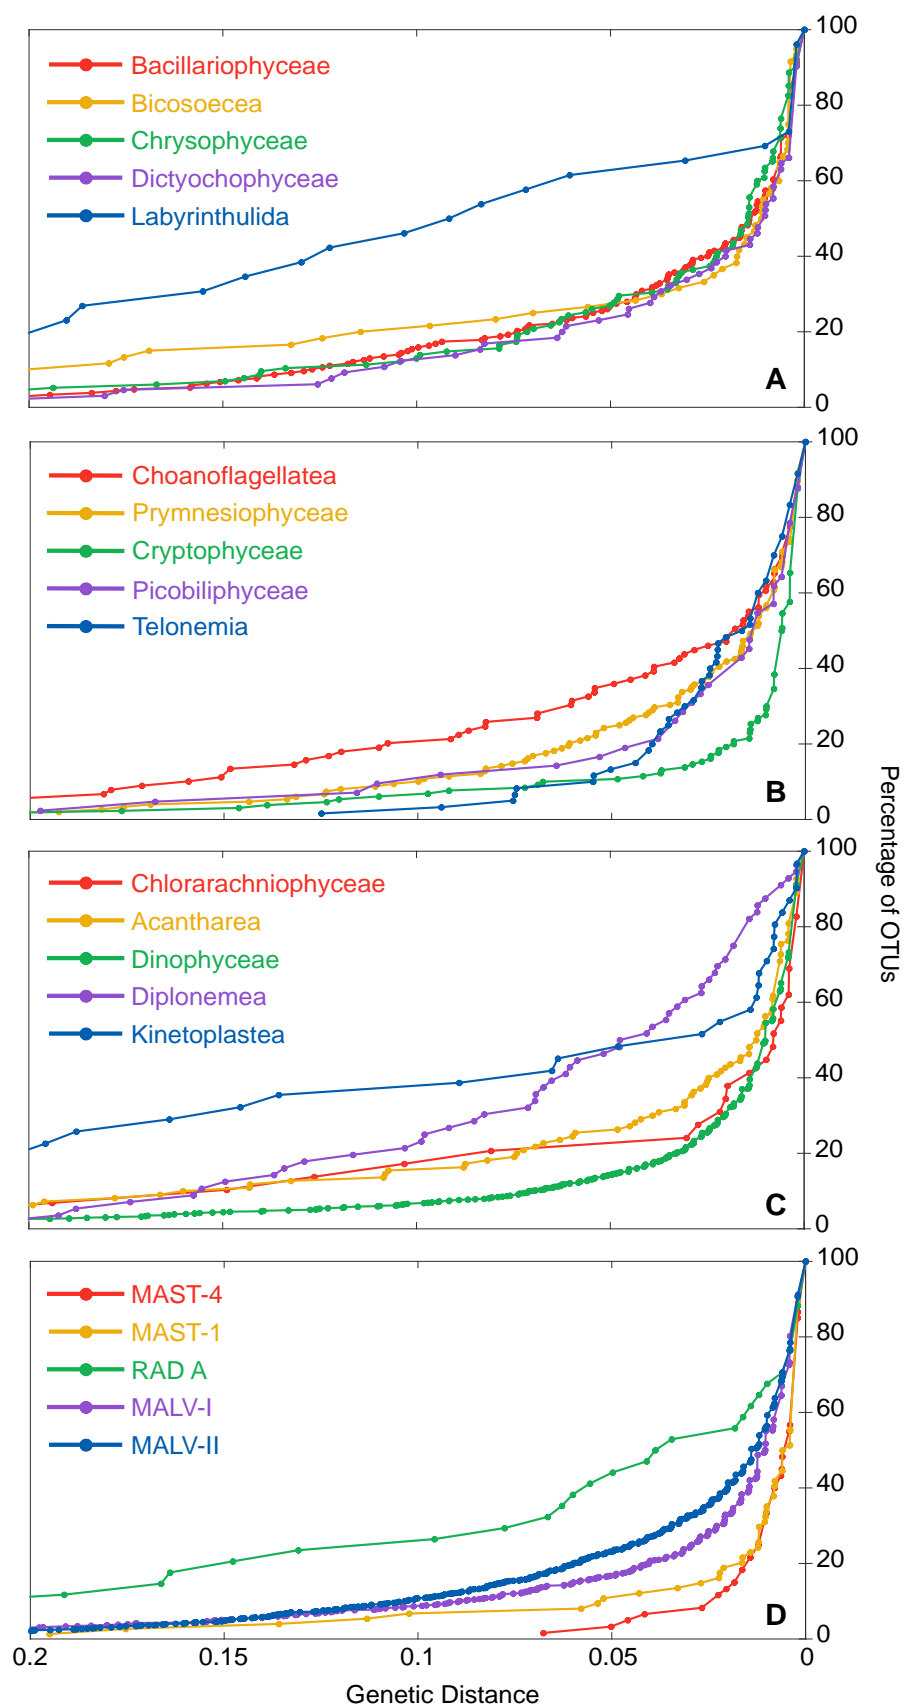 100
Bacillariophyceae
Bicosoecea
80
Chrysophyceae
Dictyochophyceae
60
Labyrinthulida
40
20
A
0
100
Choanoflagellatea
Prymnesiophyceae
80
Cryptophyceae
Picobiliphyceae
60
Telonemia
40
20
B
0
Percentage of OTUs
100
Chlorarachniophyceae
Acantharea
80
Dinophyceae
Diplonemea
60
Kinetoplastea
40
20
C
0
100
MAST-4
MAST-1
80
RAD A
MALV-I
60
MALV-II
40
20
D
0
0.2 0.15 0.1 0.05 0
Genetic Distance